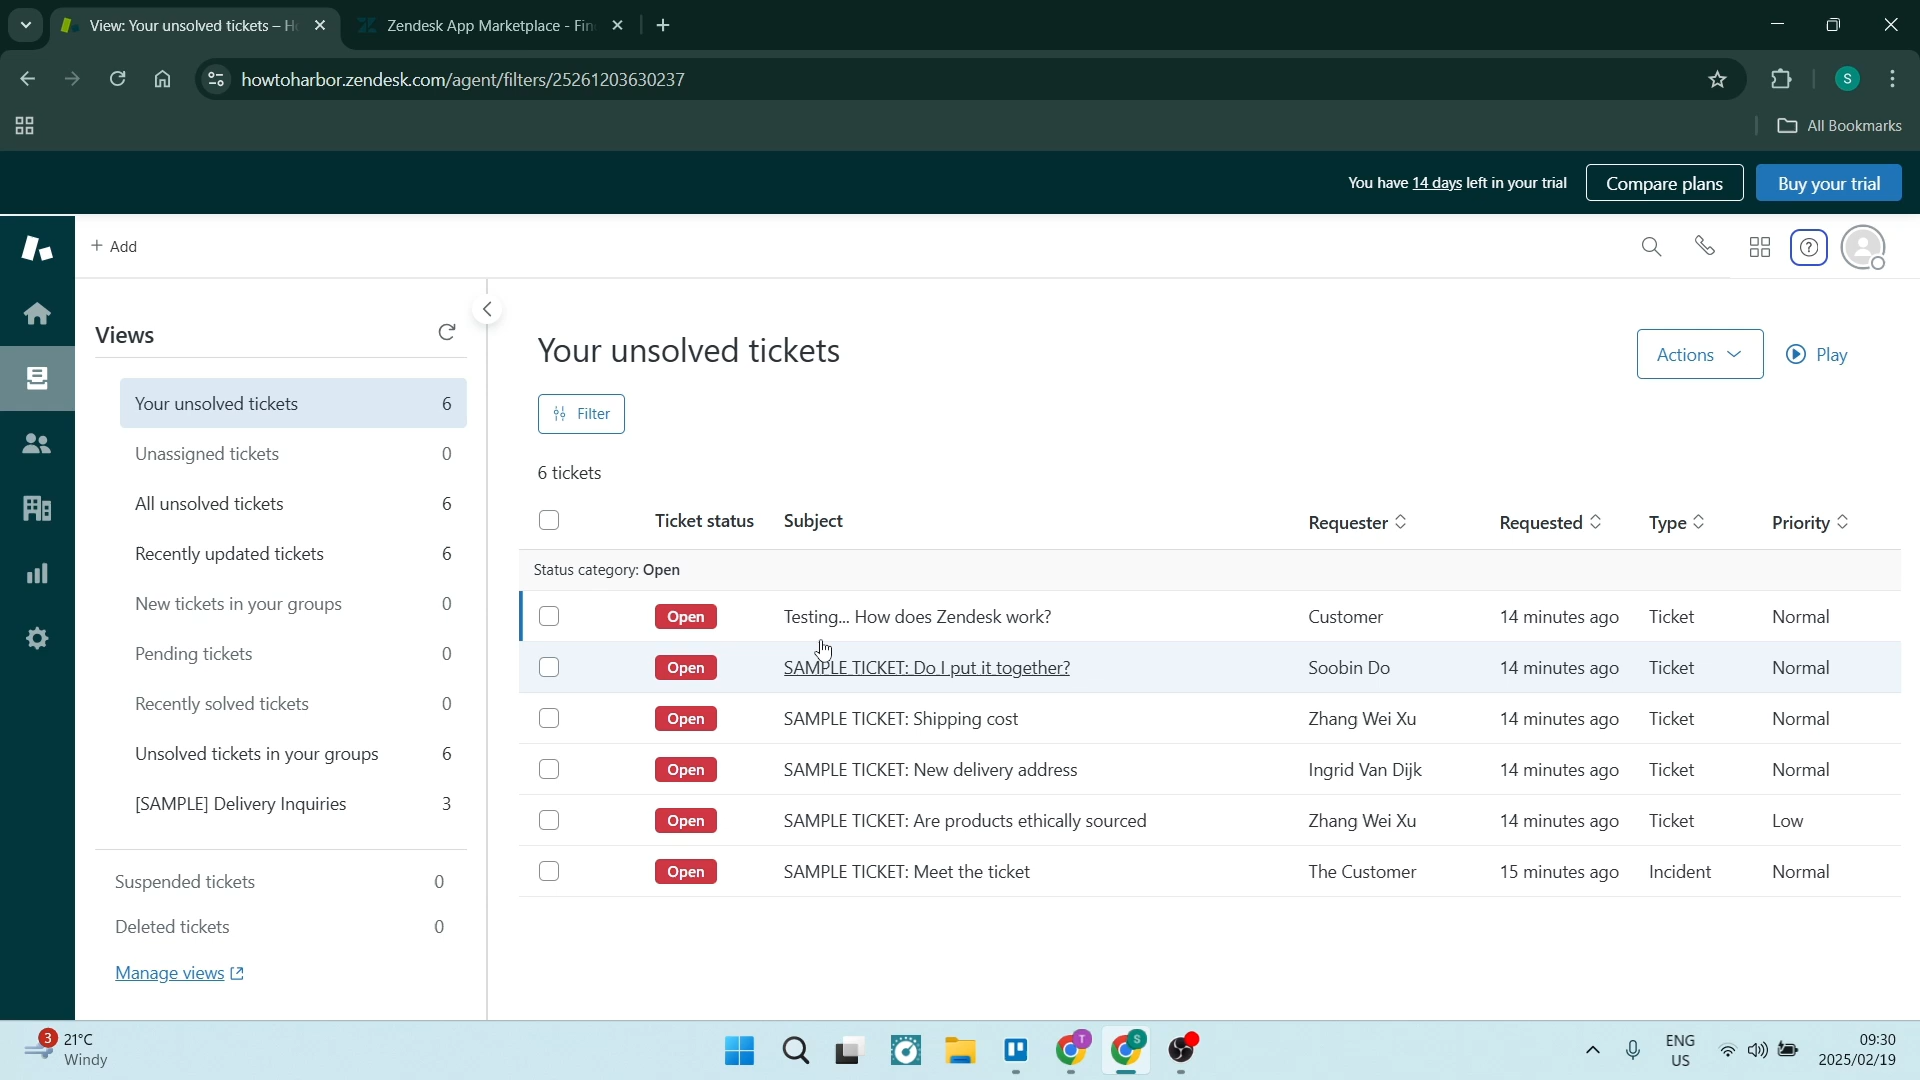 View: Your unsolved tickets – H
Zendesk App Marketplace - Fin
howtoharbor.zendesk.com/agent/filters/25261203630237
S
All Bookmarks
You have 14 days left in your trial
Compare plans
Buy your trial
+ Add
Views
Your unsolved tickets 6
Unassigned tickets 0
All unsolved tickets 6
Recently updated tickets 6
New tickets in your groups 0
Pending tickets 0
Recently solved tickets 0
Unsolved tickets in your groups 6
[SAMPLE] Delivery Inquiries 3
Suspended tickets 0
Deleted tickets 0
Manage views
Your unsolved tickets
Actions
Play
Filter
6 tickets
Ticket status Subject Requester Requested Type Priority
Status category: Open
Open Testing... How does Zendesk work? Customer 14 minutes ago Ticket Normal
Open SAMPLE TICKET: Do I put it together? Soobin Do 14 minutes ago Ticket Normal
Open SAMPLE TICKET: Shipping cost Zhang Wei Xu 14 minutes ago Ticket Normal
Open SAMPLE TICKET: New delivery address Ingrid Van Dijk 14 minutes ago Ticket Normal
Open SAMPLE TICKET: Are products ethically sourced Zhang Wei Xu 14 minutes ago Ticket Low
Open SAMPLE TICKET: Meet the ticket The Customer 15 minutes ago Incident Normal
3
21°C
Windy
T
S
ENG
US
09:30
2025/02/19